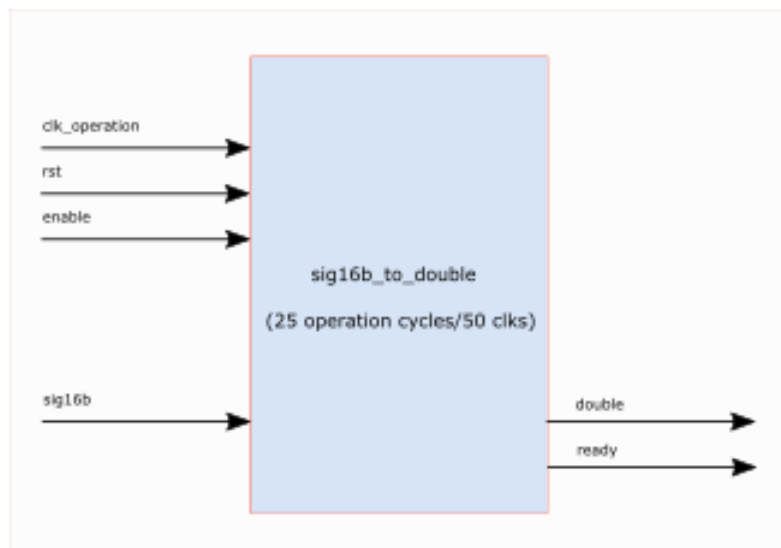 clk_operation
rst
enable
sig16b_to_double
(25 operation cycles/50 clks)
sig16b
double
ready